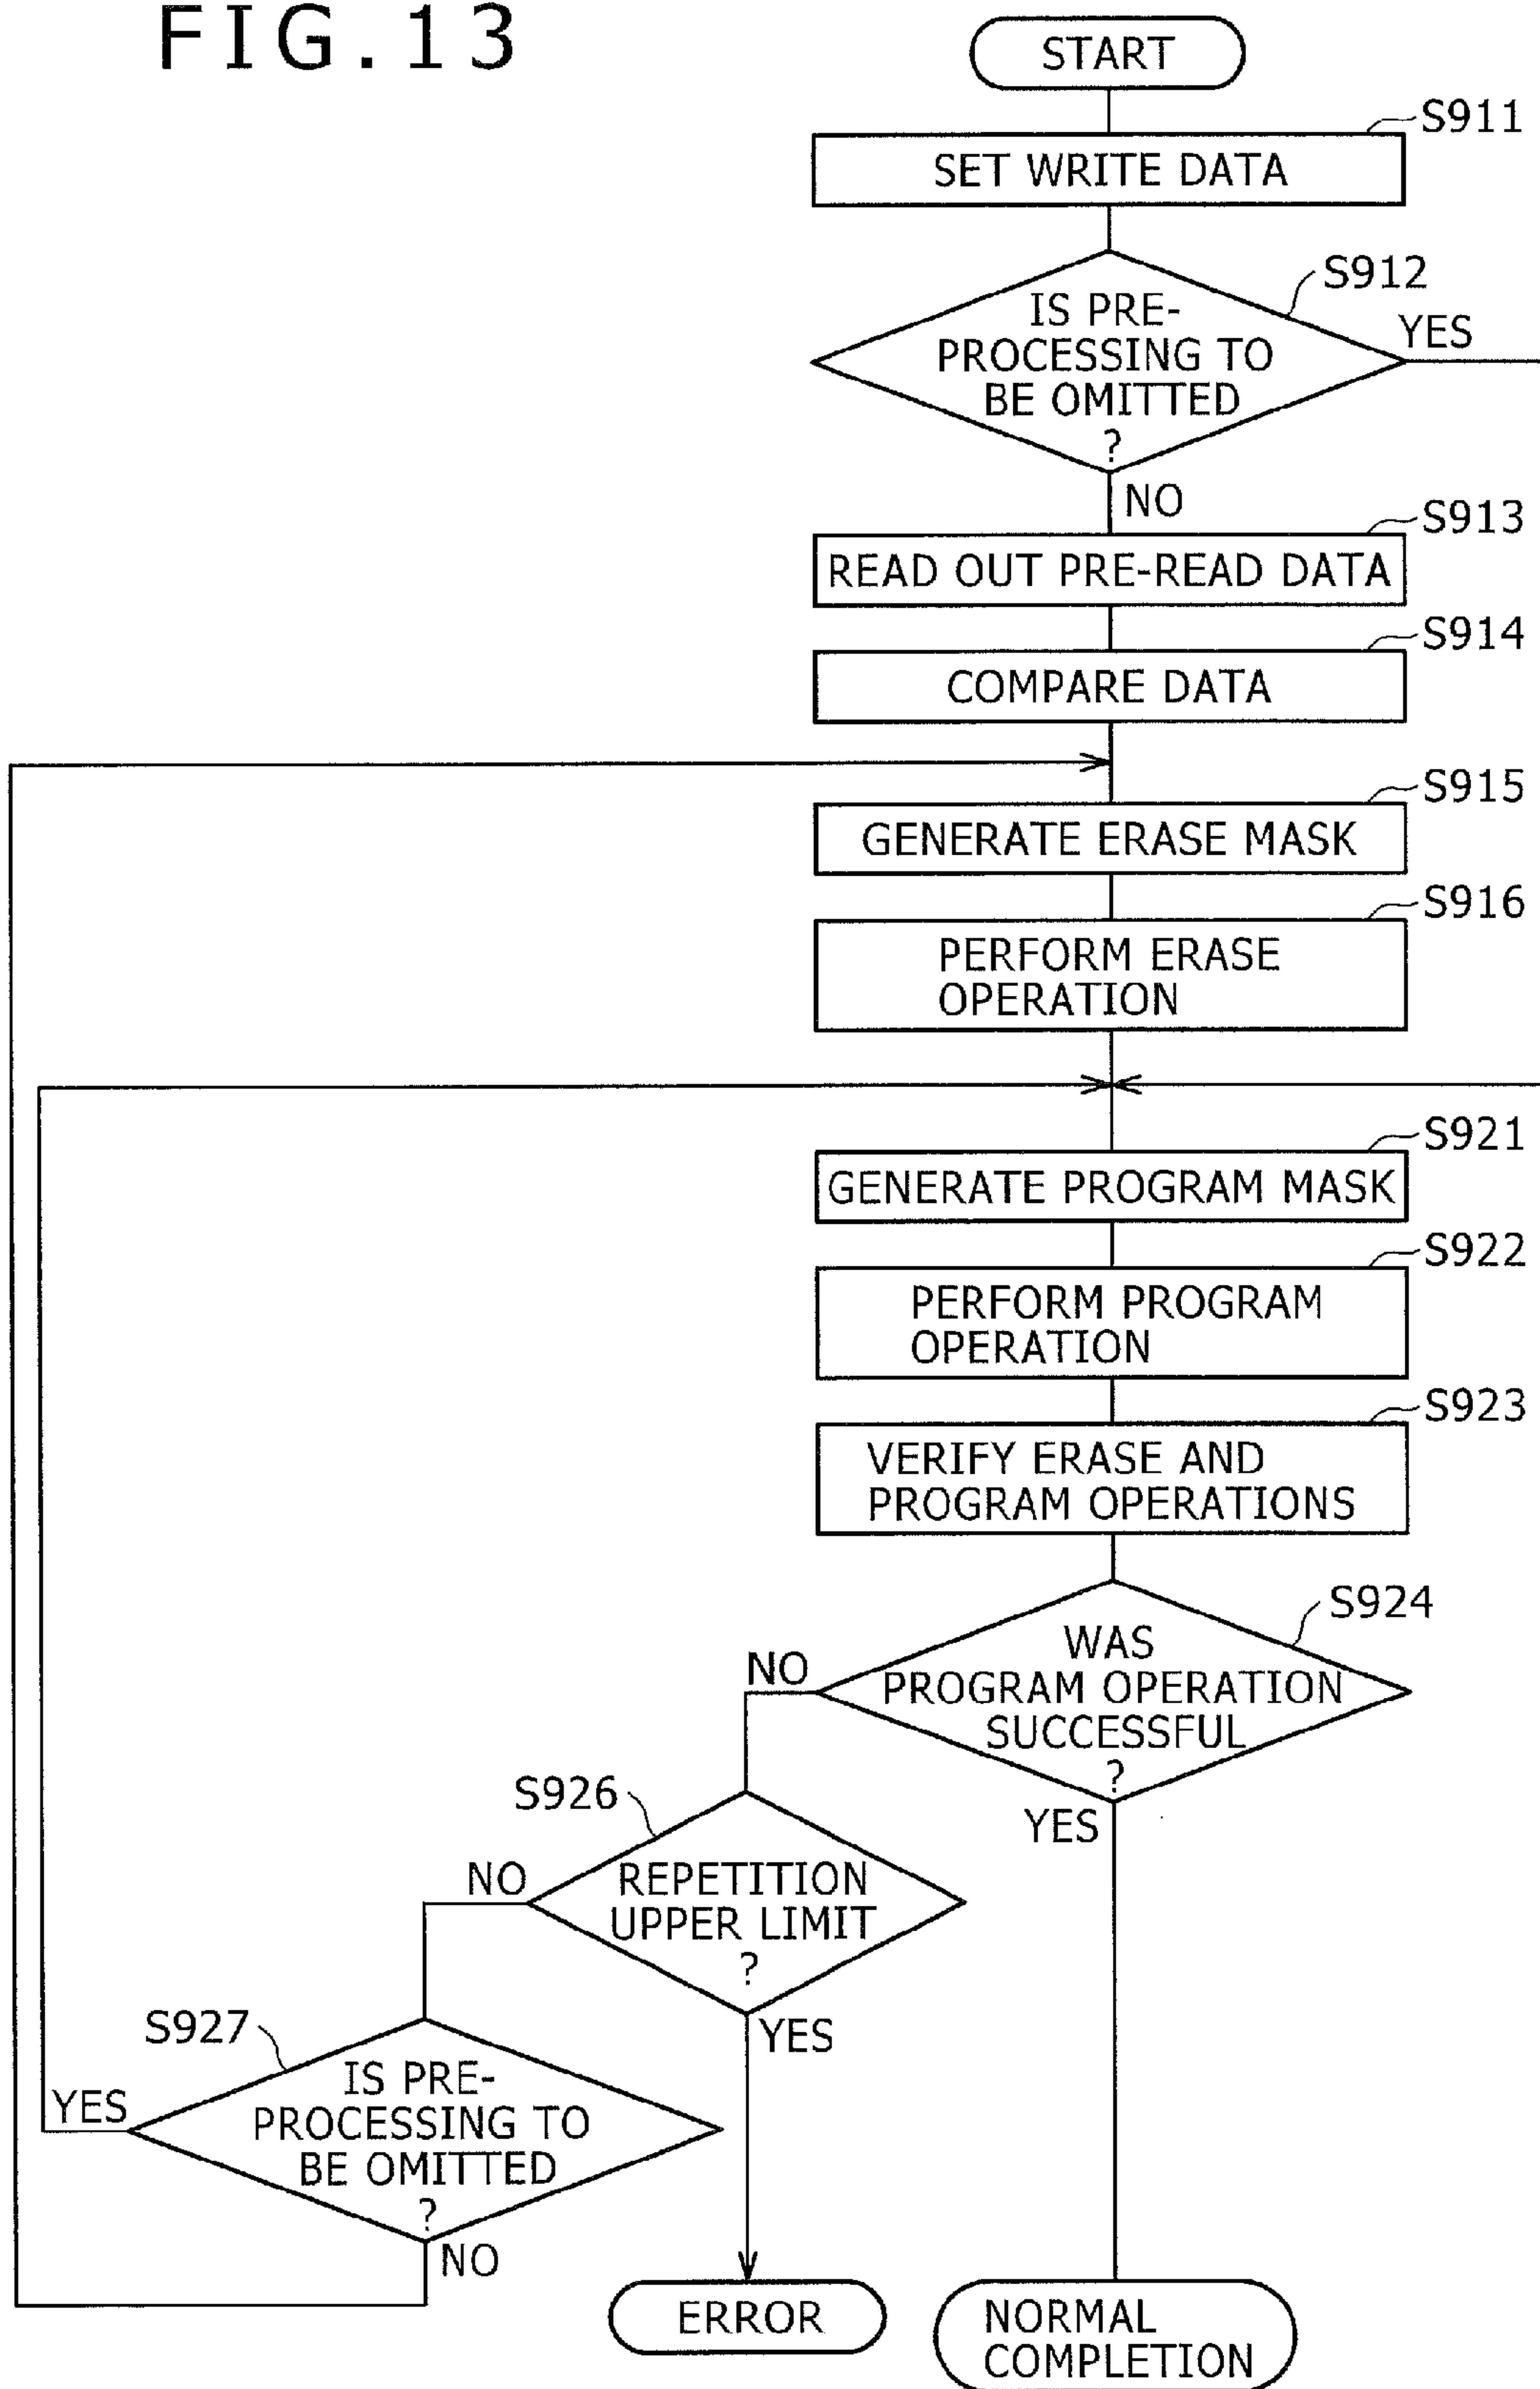 FIG.13
START
S911
SET WRITE DATA
S912
IS PRE-
PROCESSING TO
BE OMITTED
?
YES
NO
S913
READ OUT PRE-READ DATA
S914
COMPARE DATA
S915
GENERATE ERASE MASK
S916
PERFORM ERASE
OPERATION
S921
GENERATE PROGRAM MASK
S922
PERFORM PROGRAM
OPERATION
S923
VERIFY ERASE AND
PROGRAM OPERATIONS
S924
WAS
PROGRAM OPERATION
SUCCESSFUL
?
NO
YES
S926
REPETITION
UPPER LIMIT
?
NO
YES
S927
IS PRE-
PROCESSING TO
BE OMITTED
?
YES
NO
ERROR
NORMAL
COMPLETION